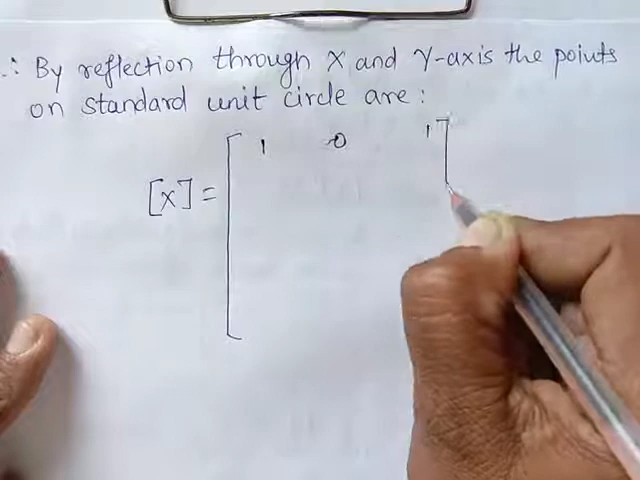 ∴ By reflection through X and Y-axis the points
on standard unit circle are :
[X] = [ 1 0 1 ]